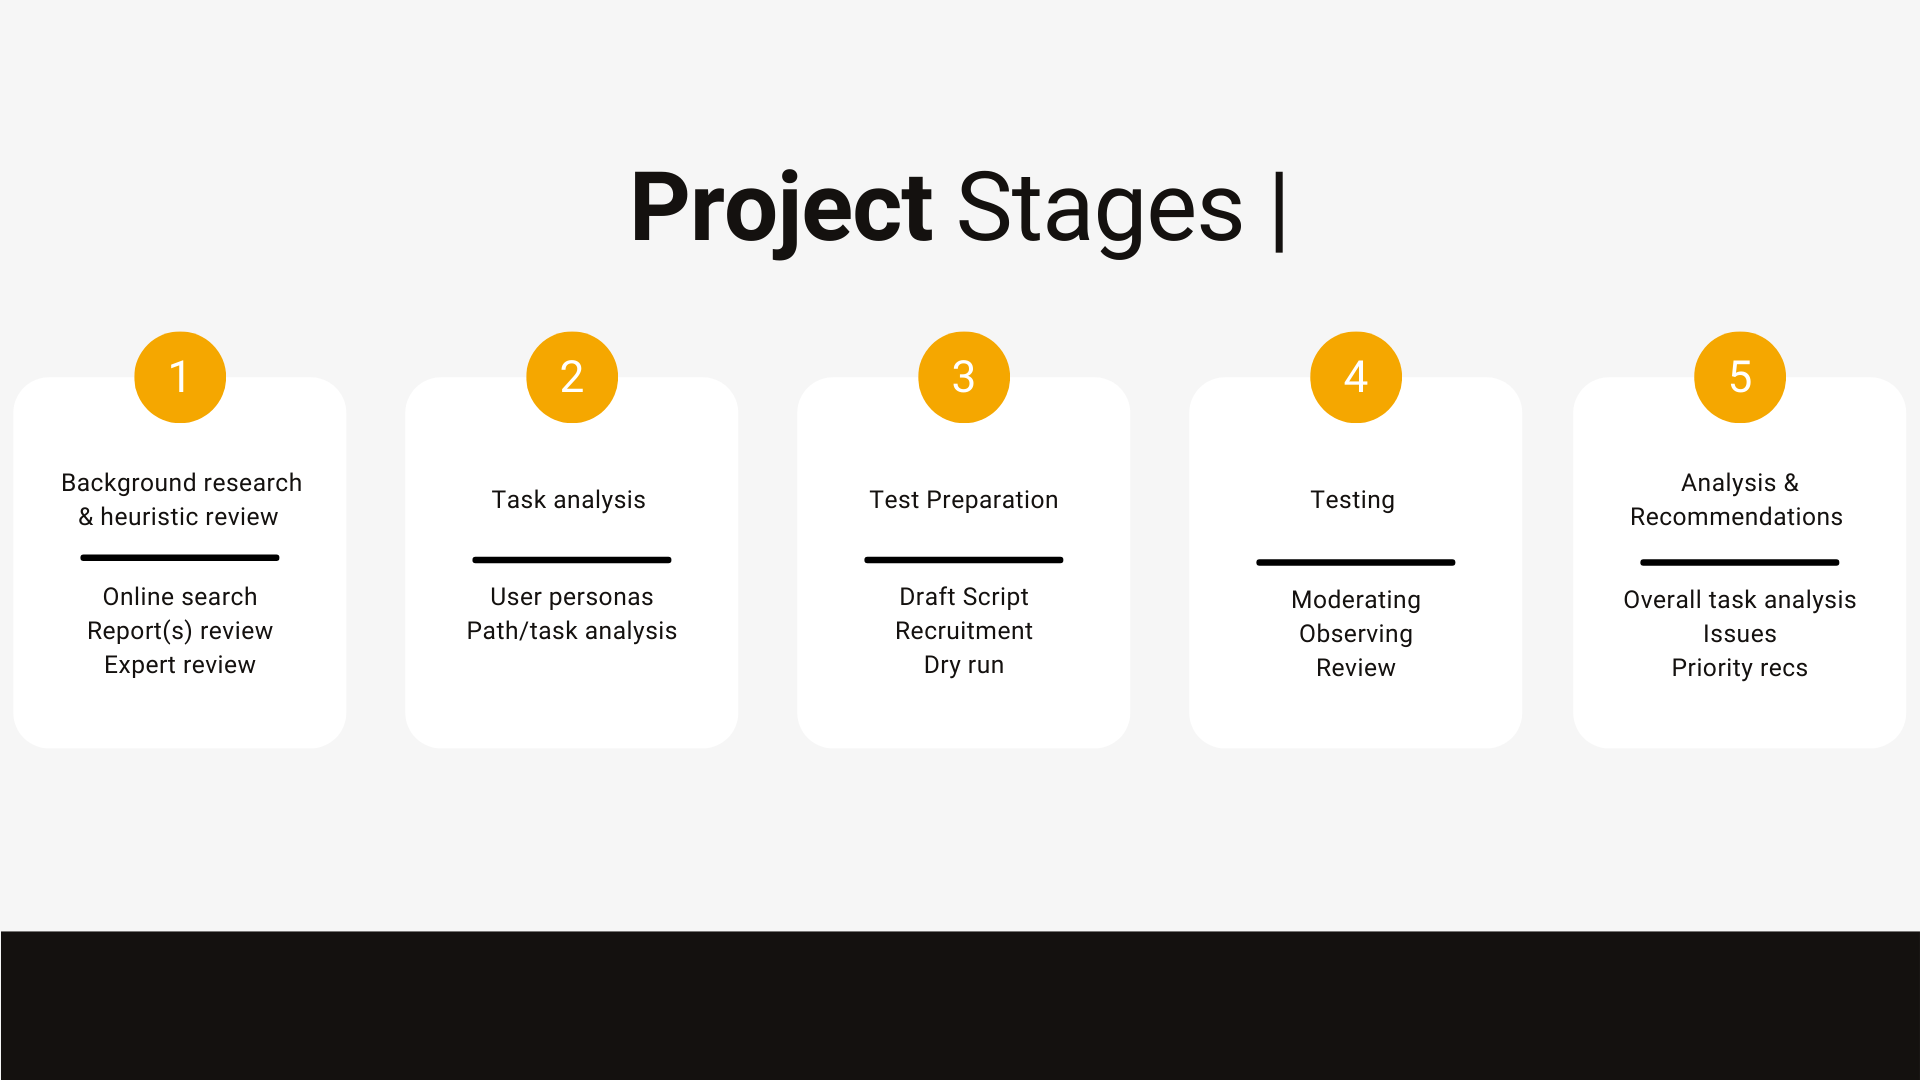 Project Stages |
1
Background research
& heuristic review
Online search
Report(s) review
Expert review
2
Task analysis
User personas
Path/task analysis
3
Test Preparation
Draft Script
Recruitment
Dry run
4
Testing
Moderating
Observing
Review
5
Analysis &
Recommendations
Overall task analysis
Issues
Priority recs